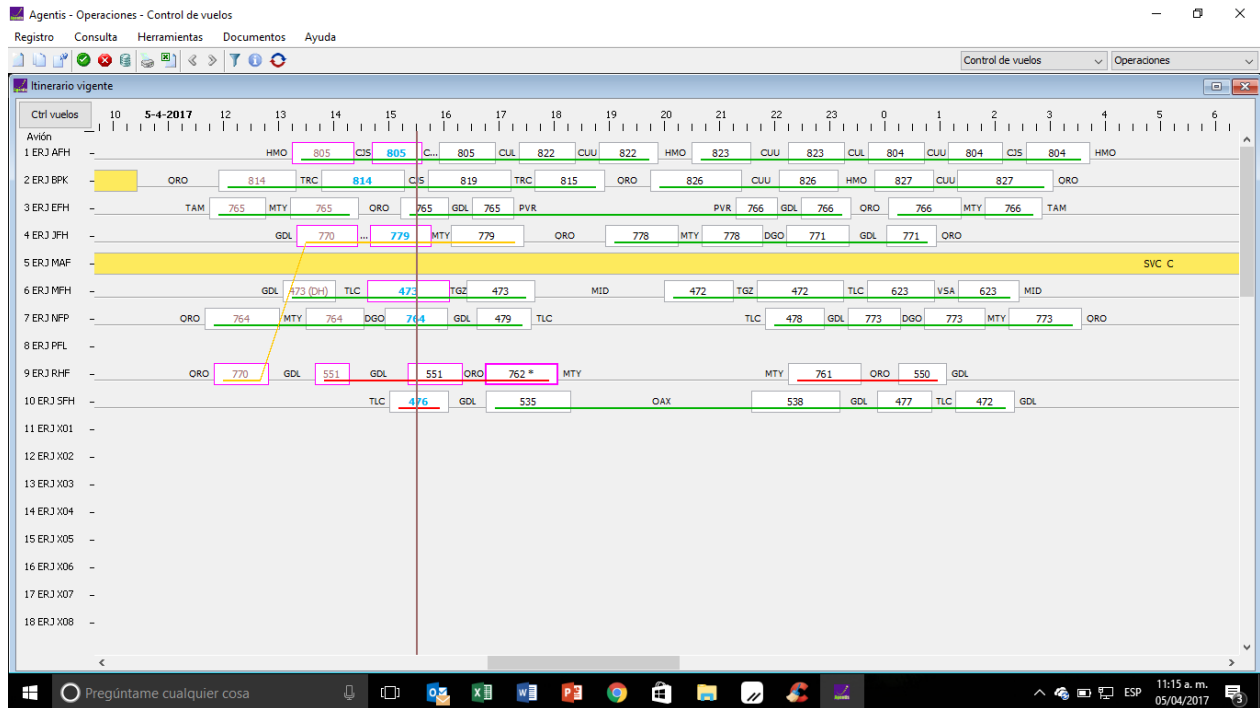 Agentis - Operaciones - Control de vuelos
Registro Consulta Herramientas Documentos Ayuda
Control de vuelos Operaciones
Itinerario vigente
Ctrl vuelos 10 5-4-2017 12 13 14 15 16 17 18 19 20 21 22 23 0 1 2 3 4 5 6
Avión
1 ERJ AFH HMO 805 CJS 805 C... 805 CUL 822 CUU 822 HMO 823 CUU 823 CUL 804 CUU 804 CJS 804 HMO
2 ERJ BPK ORO 814 TRC 814 CJS 819 TRC 815 ORO 826 CUU 826 HMO 827 CUU 827 ORO
3 ERJ EFH TAM 765 MTY 765 ORO 765 GDL 765 PVR PVR 766 GDL 766 ORO 766 MTY 766 TAM
4 ERJ JFH GDL 770 ... 779 MTY 779 ORO 778 MTY 778 DGO 771 GDL 771 ORO
5 ERJ MAF SVC C
6 ERJ MFH GDL 473 (DH) TLC 473 TGZ 473 MID 472 TGZ 472 TLC 623 VSA 623 MID
7 ERJ NFP ORO 764 MTY 764 DGO 764 GDL 479 TLC TLC 478 GDL 773 DGO 773 MTY 773 ORO
8 ERJ PFL
9 ERJ RHF ORO 770 GDL 551 GDL 551 ORO 762 * MTY MTY 761 ORO 550 GDL
10 ERJ SFH TLC 476 GDL 535 OAX 538 GDL 477 TLC 472 GDL
11 ERJ X01
12 ERJ X02
13 ERJ X03
14 ERJ X04
15 ERJ X05
16 ERJ X06
17 ERJ X07
18 ERJ X08
Pregúntame cualquier cosa ESP 11:15 a. m.
05/04/2017 3